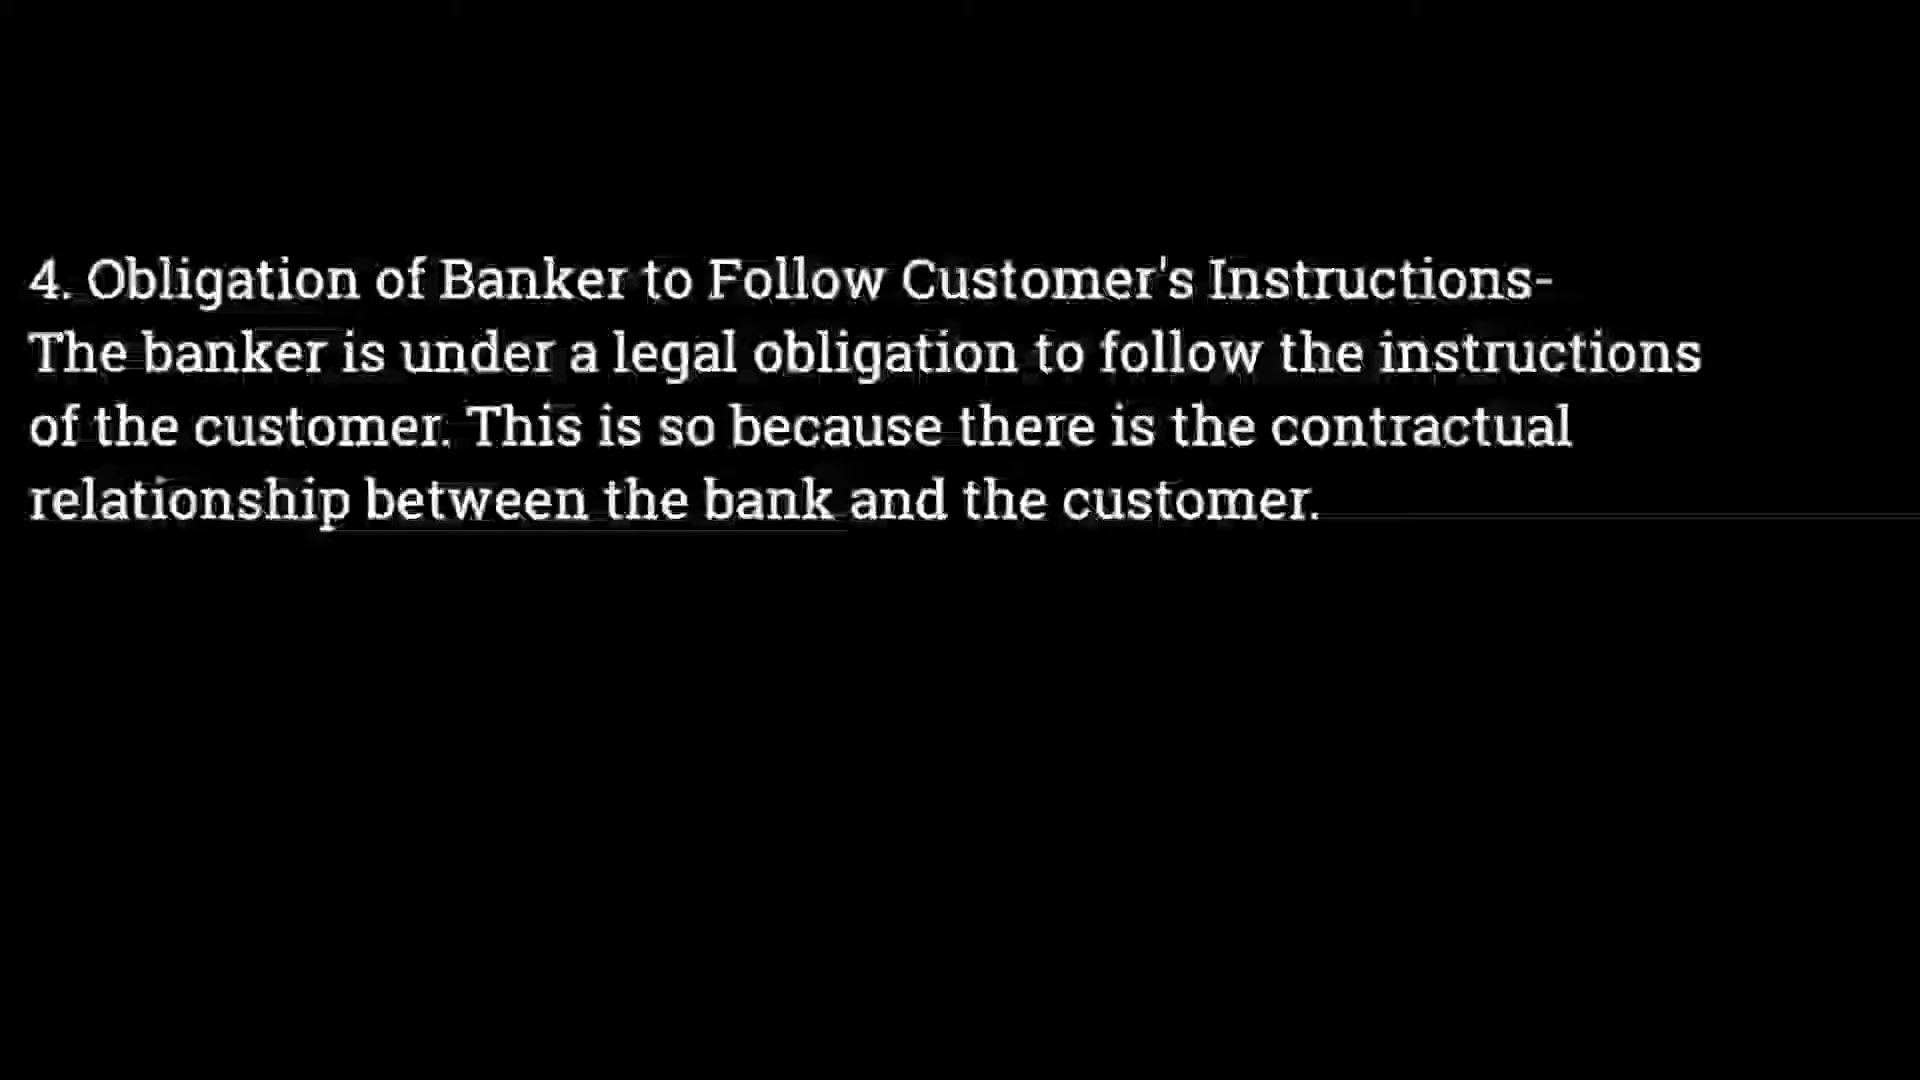 4. Obligation of Banker to Follow Customer's Instructions-
The banker is under a legal obligation to follow the instructions
of the customer. This is so because there is the contractual
relationship between the bank and the customer.